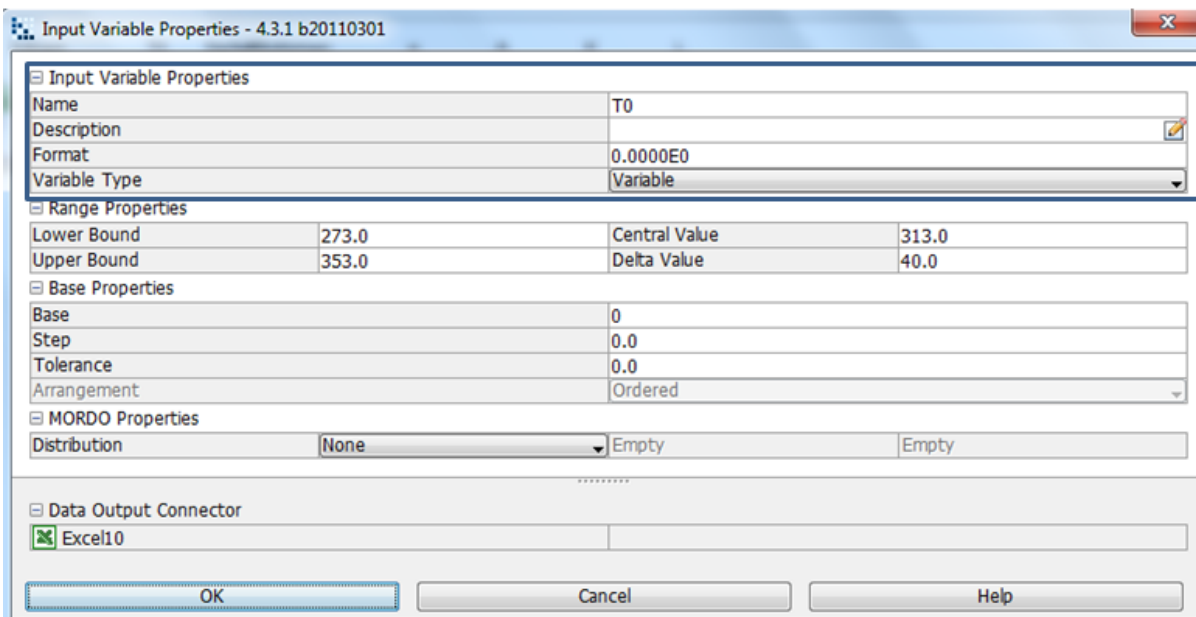 Input Variable Properties - 4.3.1 b20110301
Input Variable Properties
Name T0
Description
Format 0.0000E0
Variable Type Variable
Range Properties
Lower Bound 273.0 Central Value 313.0
Upper Bound 353.0 Delta Value 40.0
Base Properties
Base 0
Step 0.0
Tolerance 0.0
Arrangement Ordered
MORDO Properties
Distribution None Empty Empty
Data Output Connector
Excel10
OK Cancel Help